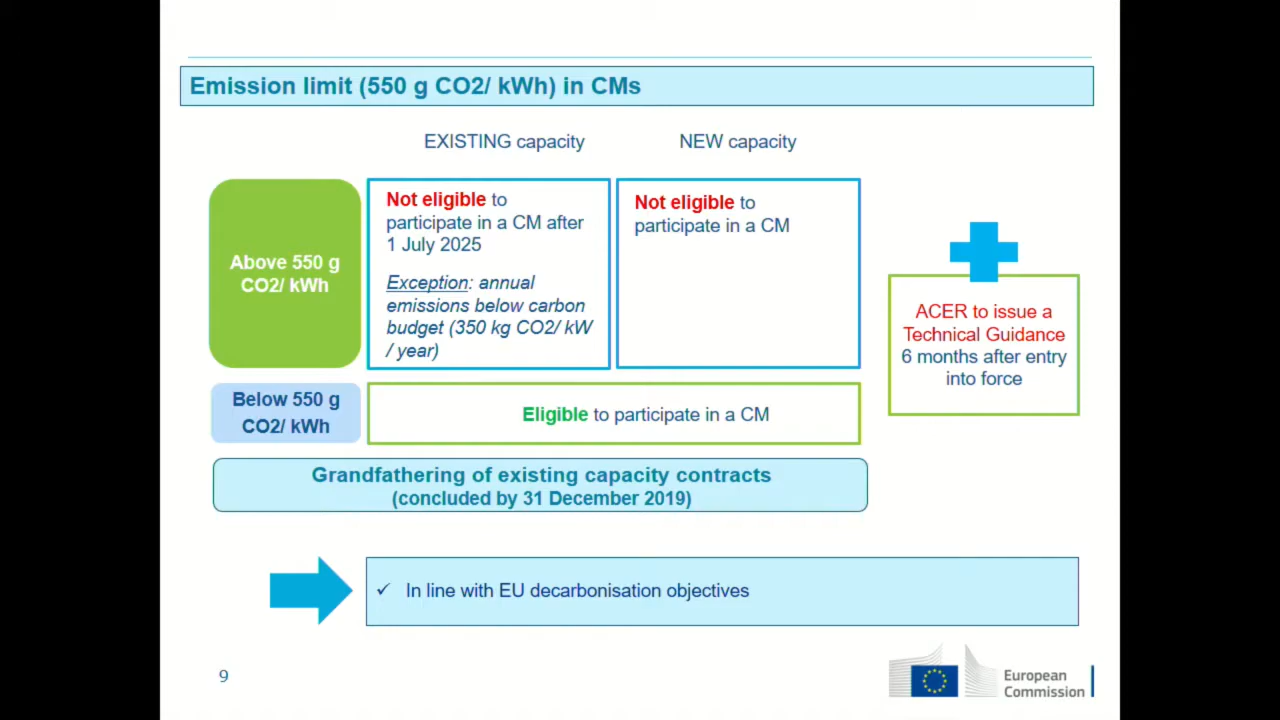 Emission limit (550 g CO2/ kWh) in CMs
EXISTING capacity
NEW capacity
Above 550 g
CO2/ kWh
Not eligible to
participate in a CM after
1 July 2025
Exception: annual
emissions below carbon
budget (350 kg CO2/ kW
/ year)
Not eligible to
participate in a CM
ACER to issue a
Technical Guidance
6 months after entry
into force
Below 550 g
CO2/ kWh
Eligible to participate in a CM
Grandfathering of existing capacity contracts
(concluded by 31 December 2019)
✓ In line with EU decarbonisation objectives
9
European
Commission